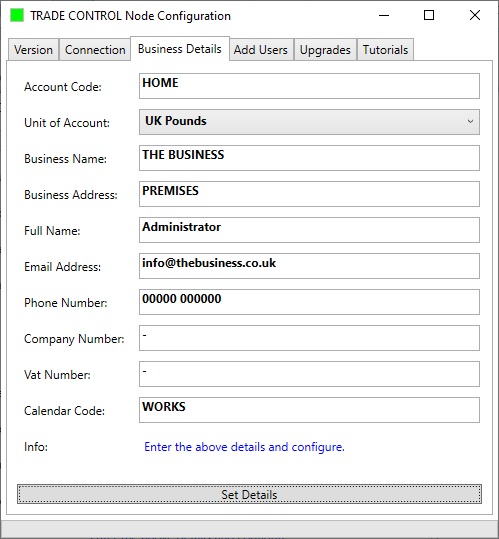 TRADE CONTROL Node Configuration
Version Connection Business Details Add Users Upgrades Tutorials
Account Code: HOME
Unit of Account: UK Pounds
Business Name: THE BUSINESS
Business Address: PREMISES
Full Name: Administrator
Email Address: info@thebusiness.co.uk
Phone Number: 00000 000000
Company Number: -
Vat Number: -
Calendar Code: WORKS
Info: Enter the above details and configure.
Set Details